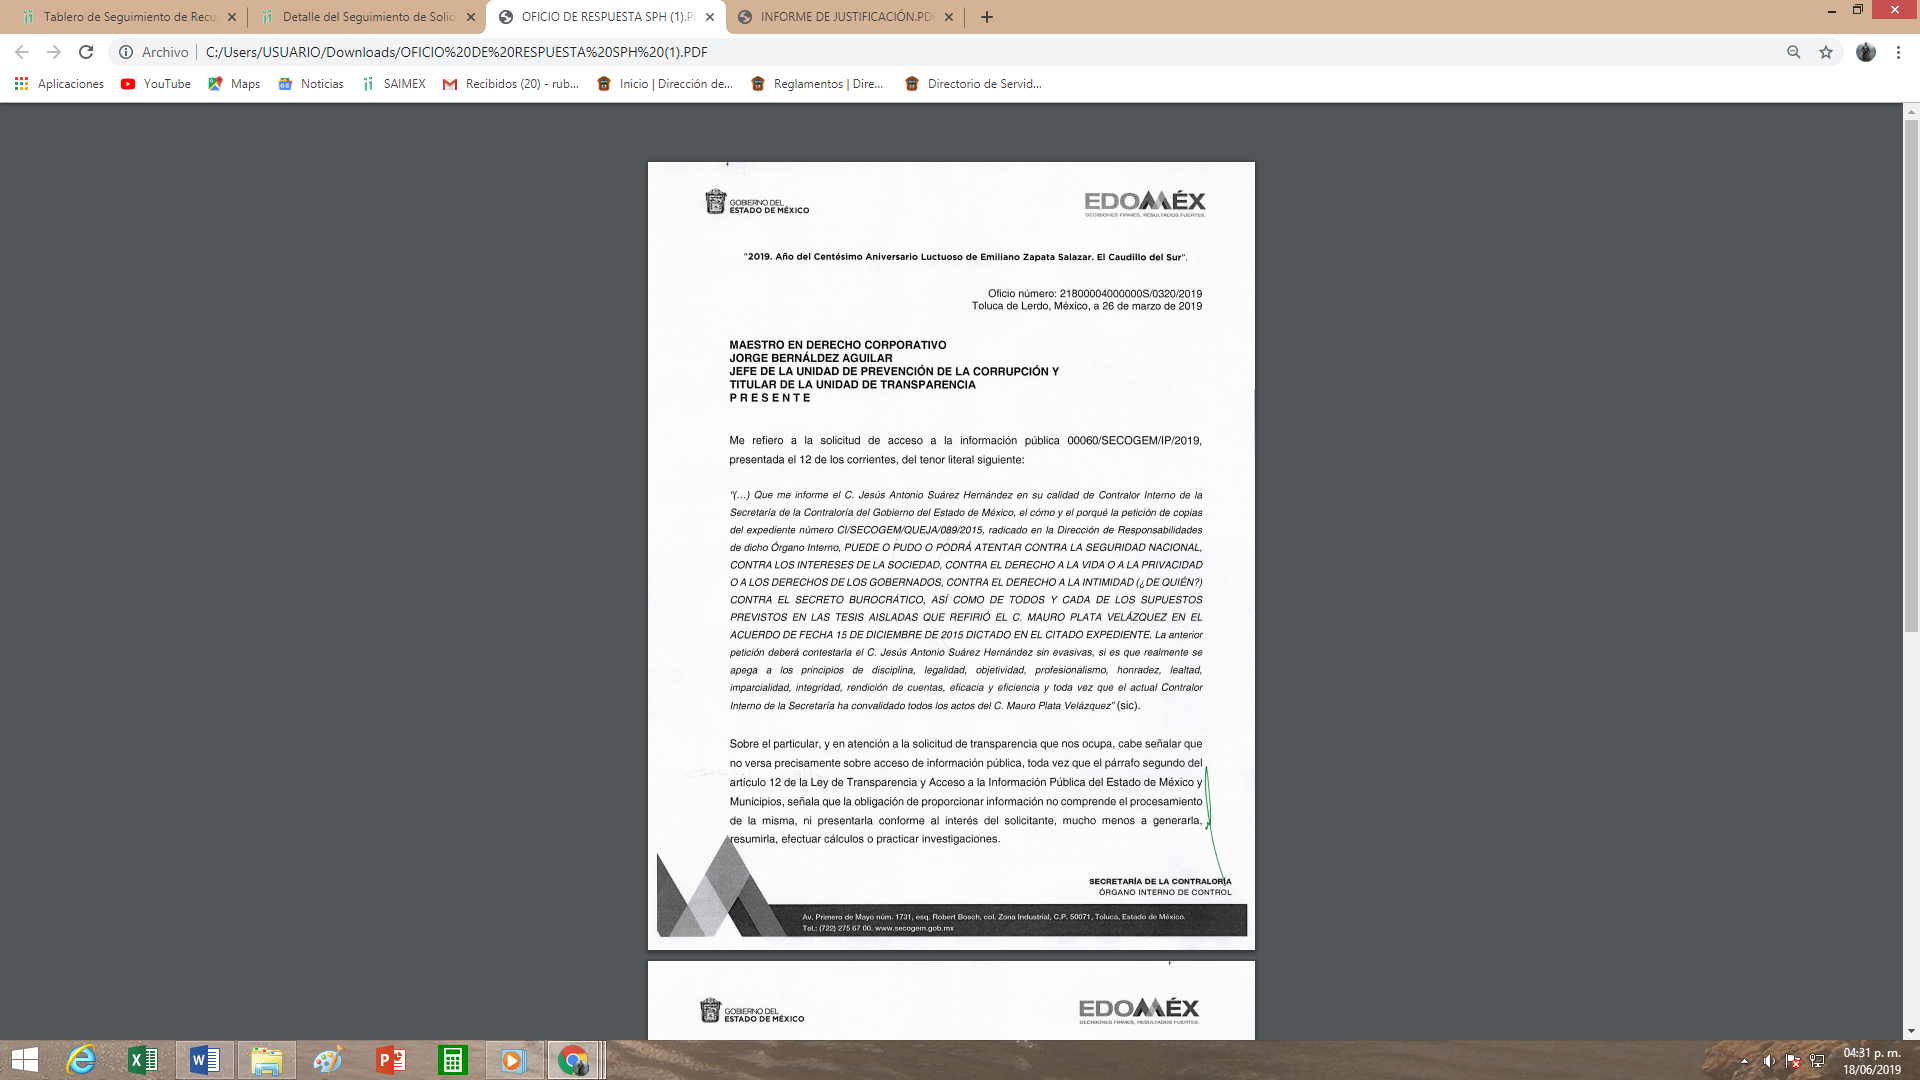 Tablero de Seguimiento de Recu
Detalle del Seguimiento de Solici
OFICIO DE RESPUESTA SPH (1).P
INFORME DE JUSTIFICACIÓN.PD
Archivo
C:/Users/USUARIO/Downloads/OFICIO%20DE%20RESPUESTA%20SPH%20(1).PDF
Aplicaciones
YouTube
Maps
Noticias
SAIMEX
Recibidos (20) - rub...
Inicio | Dirección de...
Reglamentos | Dire...
Directorio de Servid...
GOBIERNO DEL
ESTADO DE MÉXICO
EDOMÉX
DECISIONES FIRMES, RESULTADOS FUERTES.
"2019. Año del Centésimo Aniversario Luctuoso de Emiliano Zapata Salazar. El Caudillo del Sur".
Oficio número: 21800004000000S/0320/2019
Toluca de Lerdo, México, a 26 de marzo de 2019
MAESTRO EN DERECHO CORPORATIVO
JORGE BERNÁLDEZ AGUILAR
JEFE DE LA UNIDAD DE PREVENCIÓN DE LA CORRUPCIÓN Y
TITULAR DE LA UNIDAD DE TRANSPARENCIA
P R E S E N T E
Me refiero a la solicitud de acceso a la información pública 00060/SECOGEM/IP/2019,
presentada el 12 de los corrientes, del tenor literal siguiente:
"(…) Que me informe el C. Jesús Antonio Suárez Hernández en su calidad de Contralor Interno de la
Secretaría de la Contraloría del Gobierno del Estado de México, el cómo y el porqué la petición de copias
del expediente número CI/SECOGEM/QUEJA/089/2015, radicado en la Dirección de Responsabilidades
de dicho Órgano Interno, PUEDE O PUDO O PODRÁ ATENTAR CONTRA LA SEGURIDAD NACIONAL,
CONTRA LOS INTERESES DE LA SOCIEDAD, CONTRA EL DERECHO A LA VIDA O A LA PRIVACIDAD
O A LOS DERECHOS DE LOS GOBERNADOS, CONTRA EL DERECHO A LA INTIMIDAD (¿DE QUIÉN?)
CONTRA EL SECRETO BUROCRÁTICO, ASÍ COMO DE TODOS Y CADA DE LOS SUPUESTOS
PREVISTOS EN LAS TESIS AISLADAS QUE REFIRIÓ EL C. MAURO PLATA VELÁZQUEZ EN EL
ACUERDO DE FECHA 15 DE DICIEMBRE DE 2015 DICTADO EN EL CITADO EXPEDIENTE. La anterior
petición deberá contestarla el C. Jesús Antonio Suárez Hernández sin evasivas, si es que realmente se
apega a los principios de disciplina, legalidad, objetividad, profesionalismo, honradez, lealtad,
imparcialidad, integridad, rendición de cuentas, eficacia y eficiencia y toda vez que el actual Contralor
Interno de la Secretaría ha convalidado todos los actos del C. Mauro Plata Velázquez" (sic).
Sobre el particular, y en atención a la solicitud de transparencia que nos ocupa, cabe señalar que
no versa precisamente sobre acceso de información pública, toda vez que el párrafo segundo del
artículo 12 de la Ley de Transparencia y Acceso a la Información Pública del Estado de México y
Municipios, señala que la obligación de proporcionar información no comprende el procesamiento
de la misma, ni presentarla conforme al interés del solicitante, mucho menos a generarla,
resumirla, efectuar cálculos o practicar investigaciones.
SECRETARÍA DE LA CONTRALORÍA
ÓRGANO INTERNO DE CONTROL
Av. Primero de Mayo núm. 1731, esq. Robert Bosch, col. Zona Industrial, C.P. 50071, Toluca, Estado de México.
Tel.: (722) 275 67 00. www.secogem.gob.mx
GOBIERNO DEL
ESTADO DE MÉXICO
EDOMÉX
DECISIONES FIRMES, RESULTADOS FUERTES.
04:31 p. m.
18/06/2019